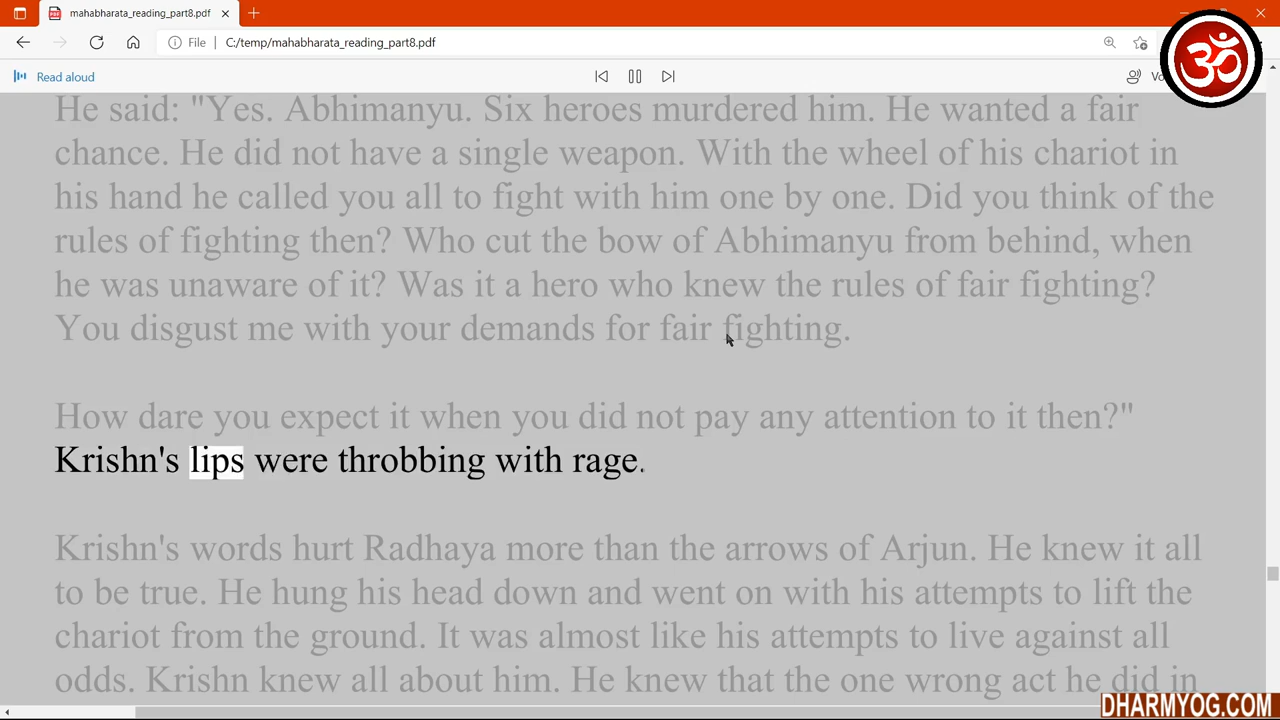 mahabharata_reading_part8.pdf
File
C:/temp/mahabharata_reading_part8.pdf
Read aloud
ॐ
He said: "Yes. Abhimanyu. Six heroes murdered him. He wanted a fair
chance. He did not have a single weapon. With the wheel of his chariot in
his hand he called you all to fight with him one by one. Did you think of the
rules of fighting then? Who cut the bow of Abhimanyu from behind, when
he was unaware of it? Was it a hero who knew the rules of fair fighting?
You disgust me with your demands for fair fighting.
How dare you expect it when you did not pay any attention to it then?"
Krishn's lips were throbbing with rage.
Krishn's words hurt Radhaya more than the arrows of Arjun. He knew it all
to be true. He hung his head down and went on with his attempts to lift the
chariot from the ground. It was almost like his attempts to live against all
odds. Krishn knew all about him. He knew that the one wrong act he did in
DHARMYOG.COM